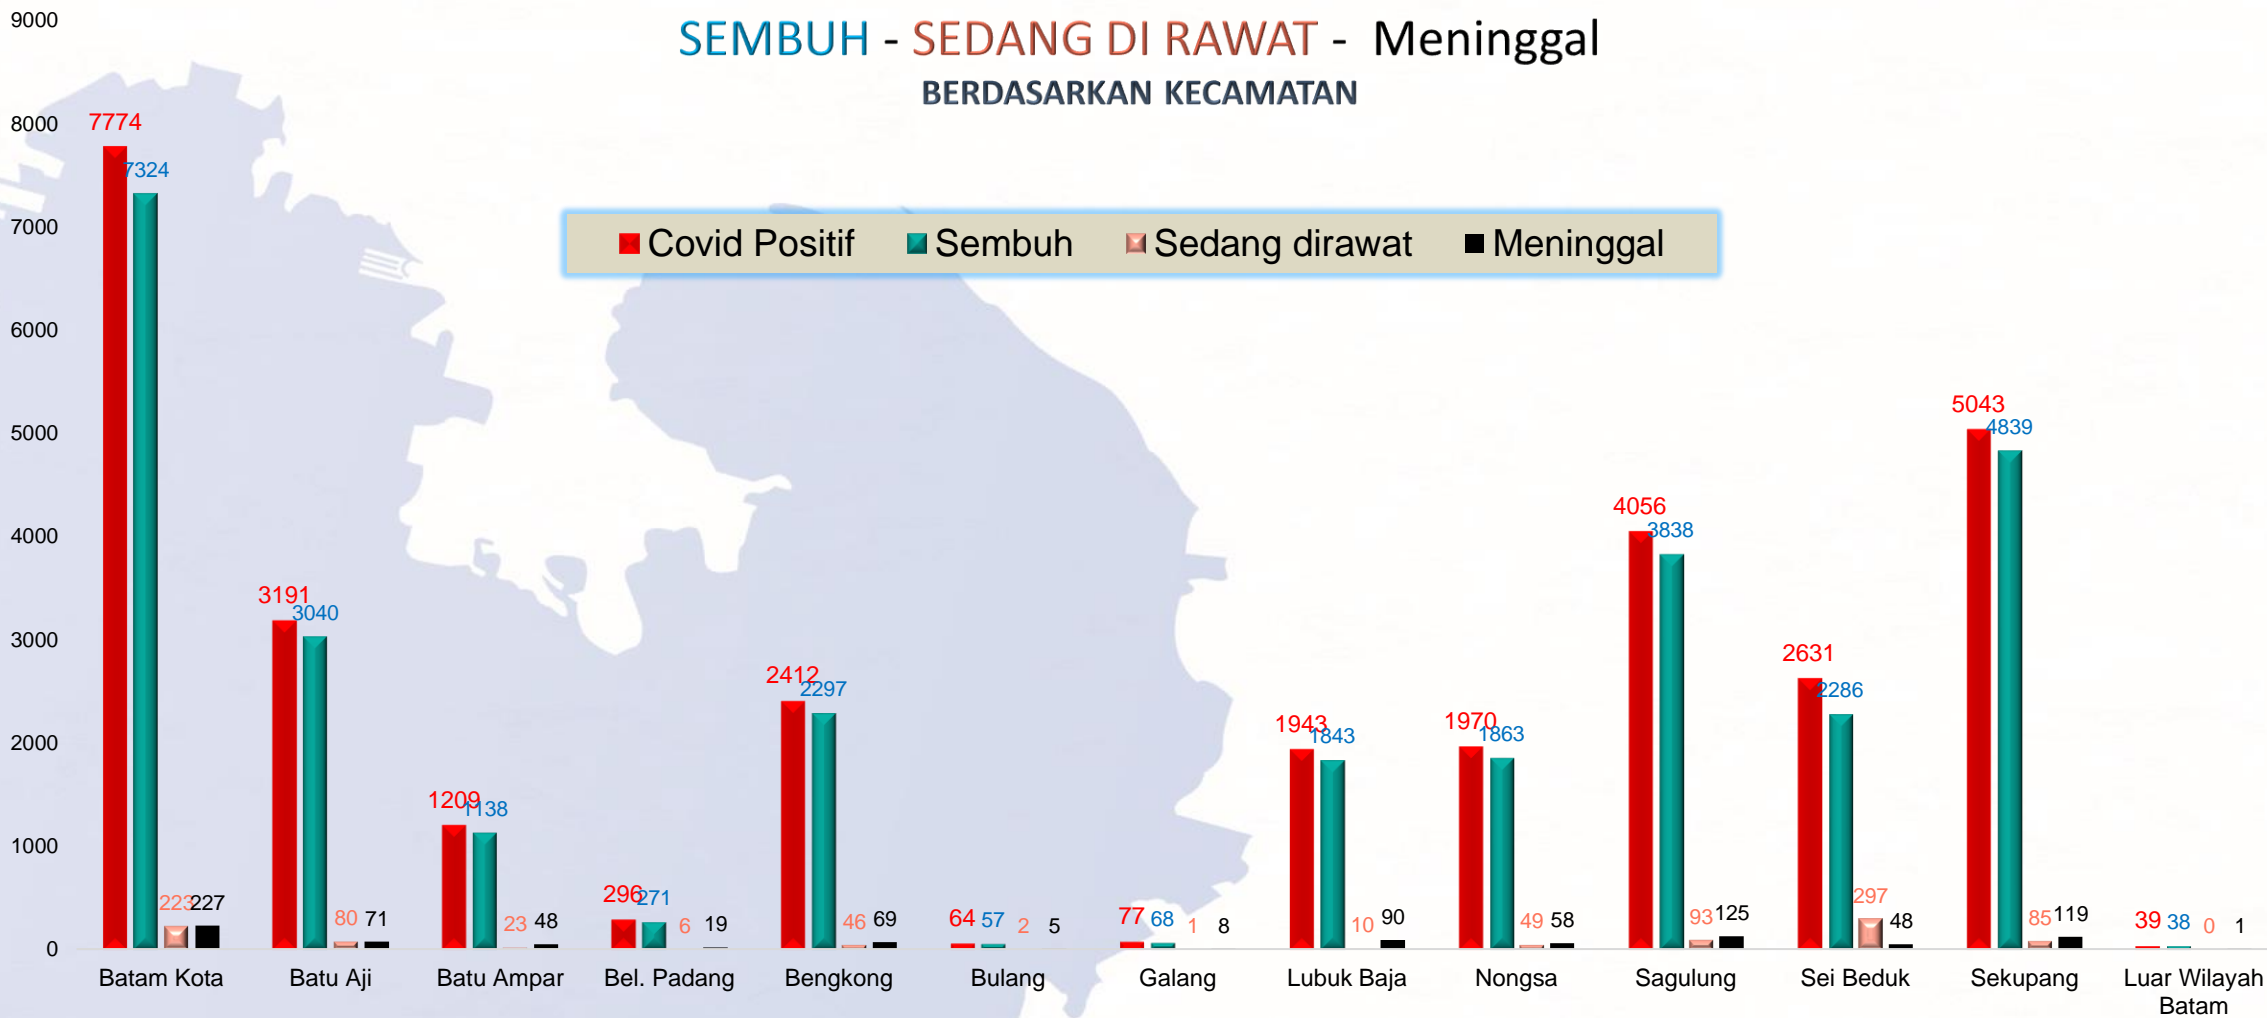 SEMBUH - SEDANG DI RAWAT - Meninggal
BERDASARKAN KECAMATAN
Covid Positif Sembuh Sedang dirawat Meninggal
9000
8000
7000
6000
5000
4000
3000
2000
1000
0
7774 7324 223 227
3191 3040 80 71
1209 1138 23 48
296 271 6 19
2412 2297 46 69
64 57 2 5
77 68 1 8
1943 1843 10 90
1970 1863 49 58
4056 3838 93 125
2631 2286 297 48
5043 4839 85 119
39 38 0 1
Batam Kota Batu Aji Batu Ampar Bel. Padang Bengkong Bulang Galang Lubuk Baja Nongsa Sagulung Sei Beduk Sekupang Luar Wilayah
Batam